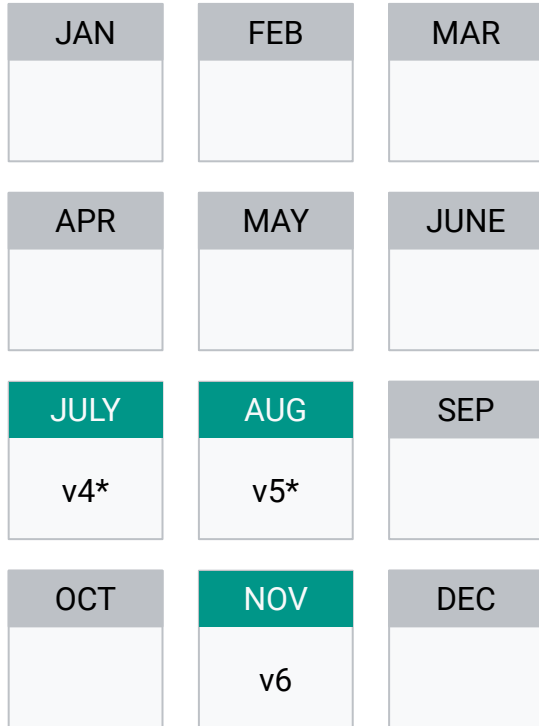 JAN FEB MAR
APR MAY JUNE
JULY AUG SEP
v4* v5*
OCT NOV DEC
v6